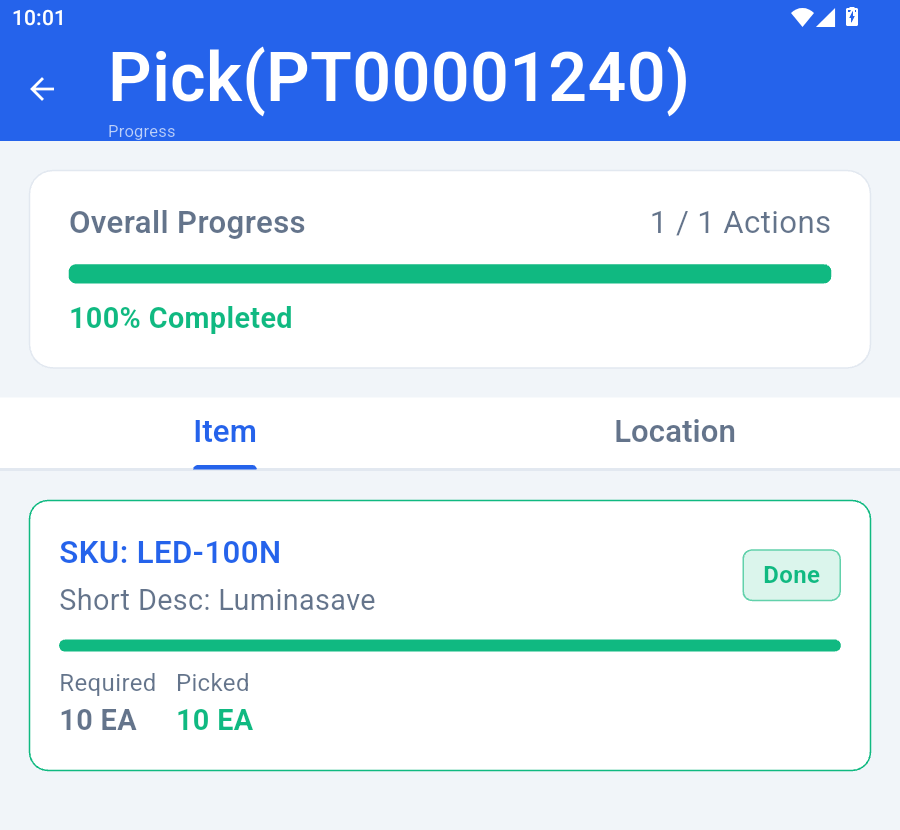 10:01
Pick(PT00001240)
Progress
Overall Progress 1 / 1 Actions
100% Completed
Item Location
SKU: LED-100N
Done
Short Desc: Luminasave
Required Picked
10 EA 10 EA